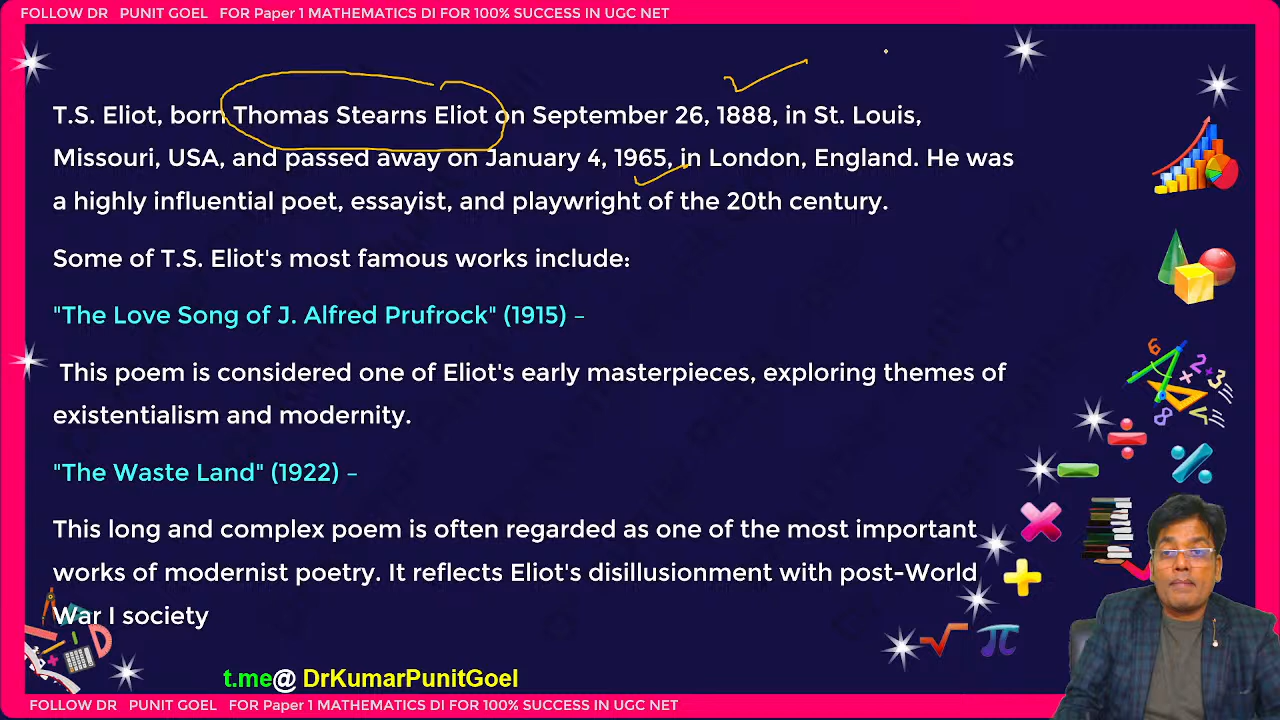 FOLLOW DR PUNIT GOEL FOR Paper 1 MATHEMATICS DI FOR 100% SUCCESS IN UGC NET
T.S. Eliot, born Thomas Stearns Eliot on September 26, 1888, in St. Louis,
Missouri, USA, and passed away on January 4, 1965, in London, England. He was
a highly influential poet, essayist, and playwright of the 20th century.
Some of T.S. Eliot's most famous works include:
"The Love Song of J. Alfred Prufrock" (1915) –
This poem is considered one of Eliot's early masterpieces, exploring themes of
existentialism and modernity.
"The Waste Land" (1922) –
This long and complex poem is often regarded as one of the most important
works of modernist poetry. It reflects Eliot's disillusionment with post-World
War I society
t.me@ DrKumarPunitGoel
FOLLOW DR PUNIT GOEL FOR Paper 1 MATHEMATICS DI FOR 100% SUCCESS IN UGC NET